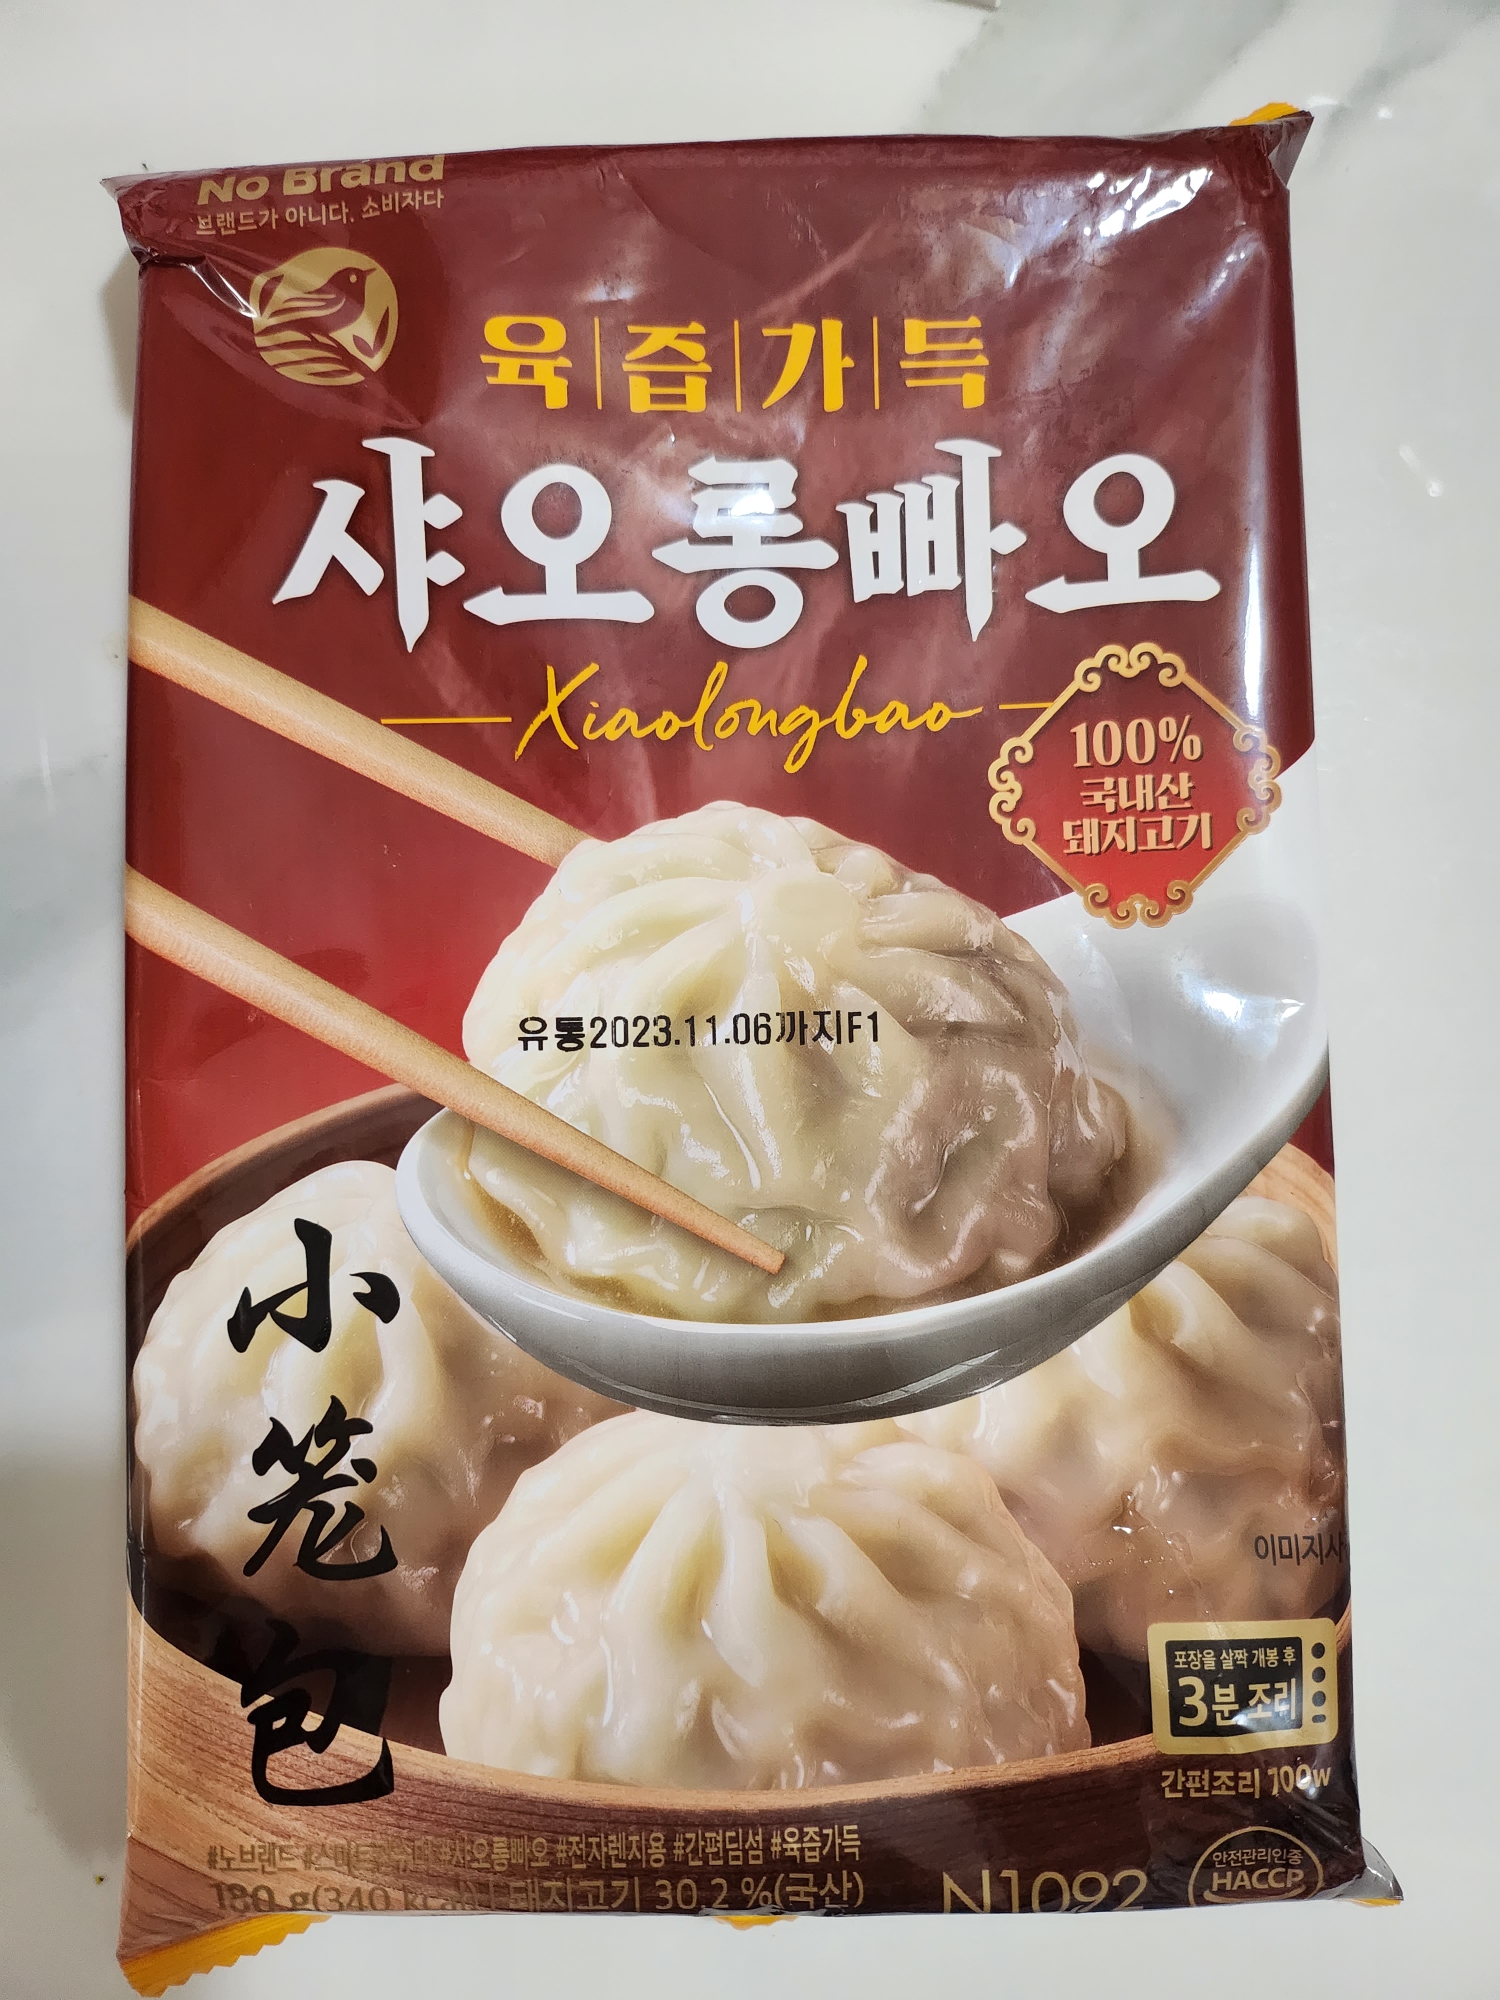 No Brand
브랜드가 아니다. 소비자다
육|즙|가|득
샤오롱빠오
Xiaolongbao
100%
국내산
돼지고기
유통2023.11.06까지F1
小
笼
包
이미지사
포장을 살짝 개봉 후
3분 조리
간편조리 100w
#노브랜드 #샤오롱빠오 #전자렌지용 #간편딤섬 #육즙가득
180 g(340 kcal) 돼지고기 30.2 %(국산)
N1092
안전관리인증
HACCP